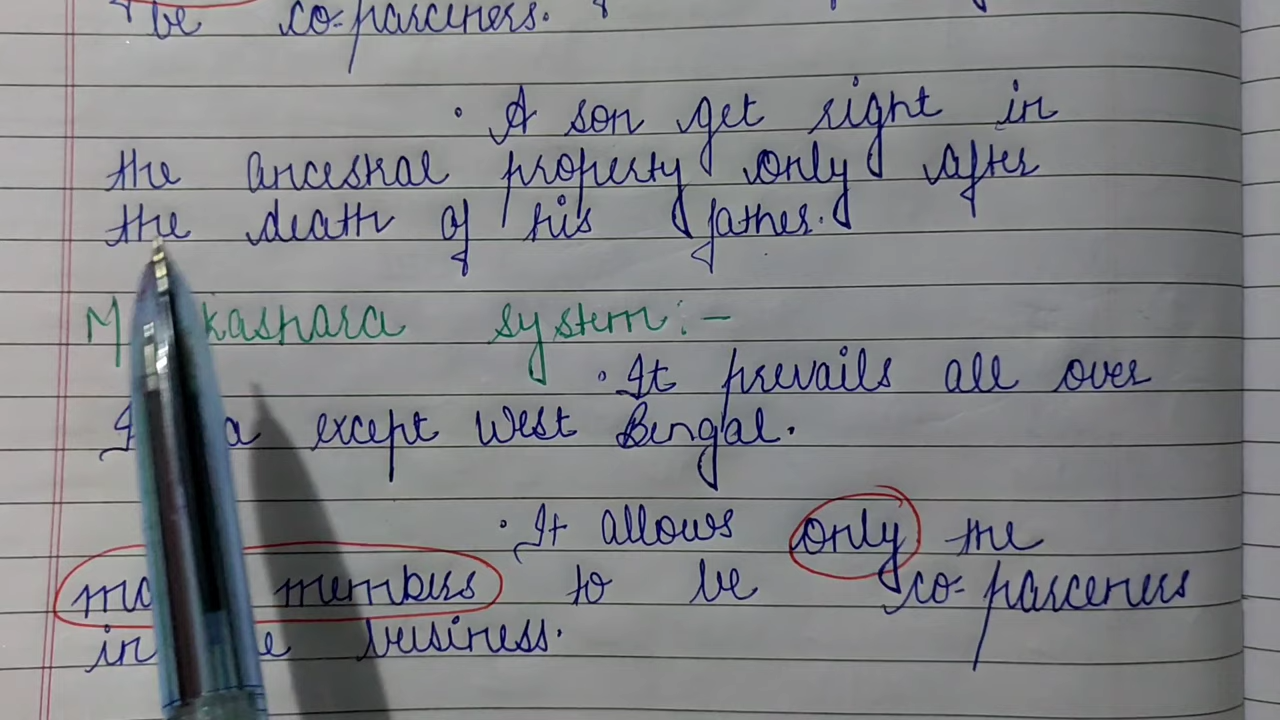 be co-parceners.
• A son get right in
the ancestral property only after
the death of his father.
system:-
• It prevails all over
except West Bengal.
• It allows only the
members to be co-parceners
in business.